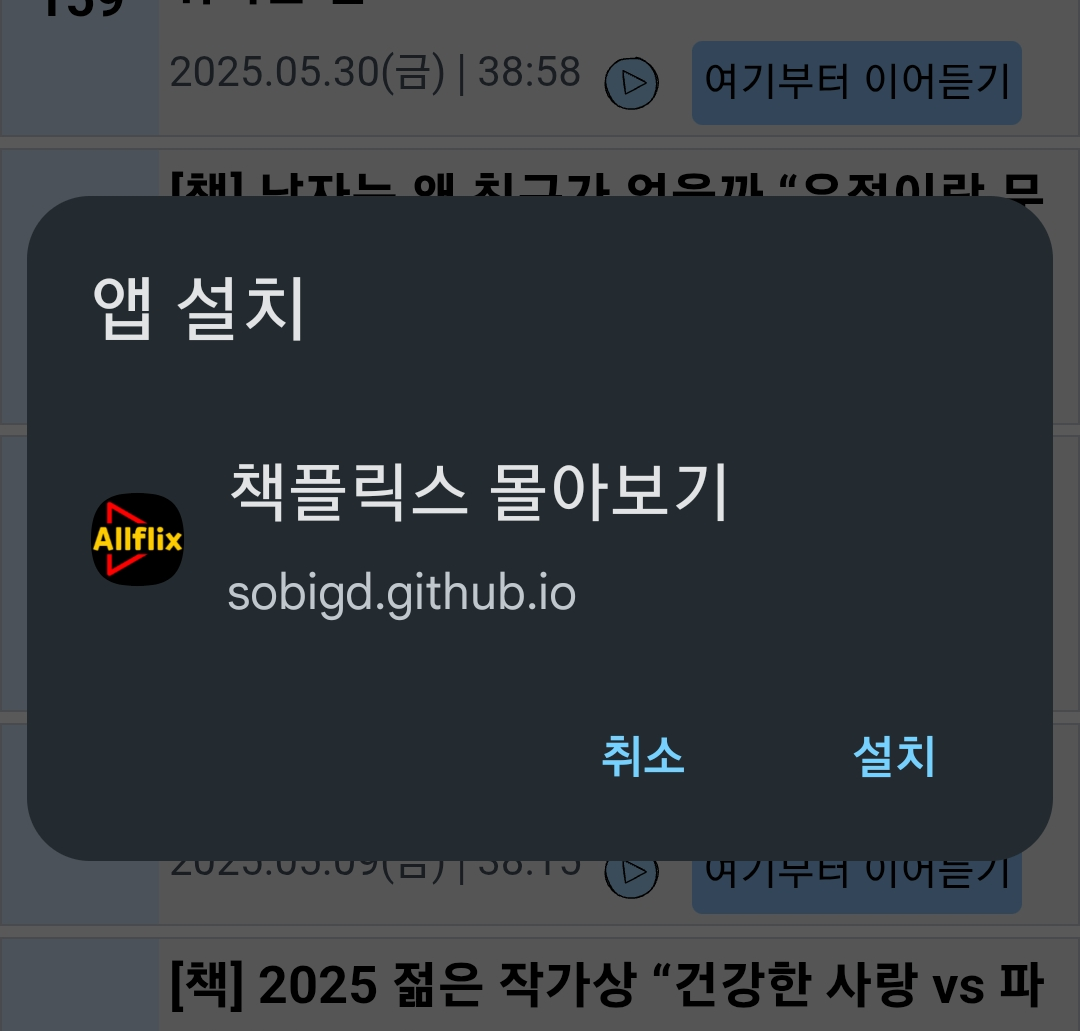 2025.05.30(금) | 38:58
여기부터 이어듣기
[책] 남자는 왜 친구가 없을까 “우정이란 무
앱 설치
Allflix
책플릭스 몰아보기
sobigd.github.io
취소
설치
2025.05.09(금) | 38:15
여기부터 이어듣기
[책] 2025 젊은 작가상 “건강한 사랑 vs 파